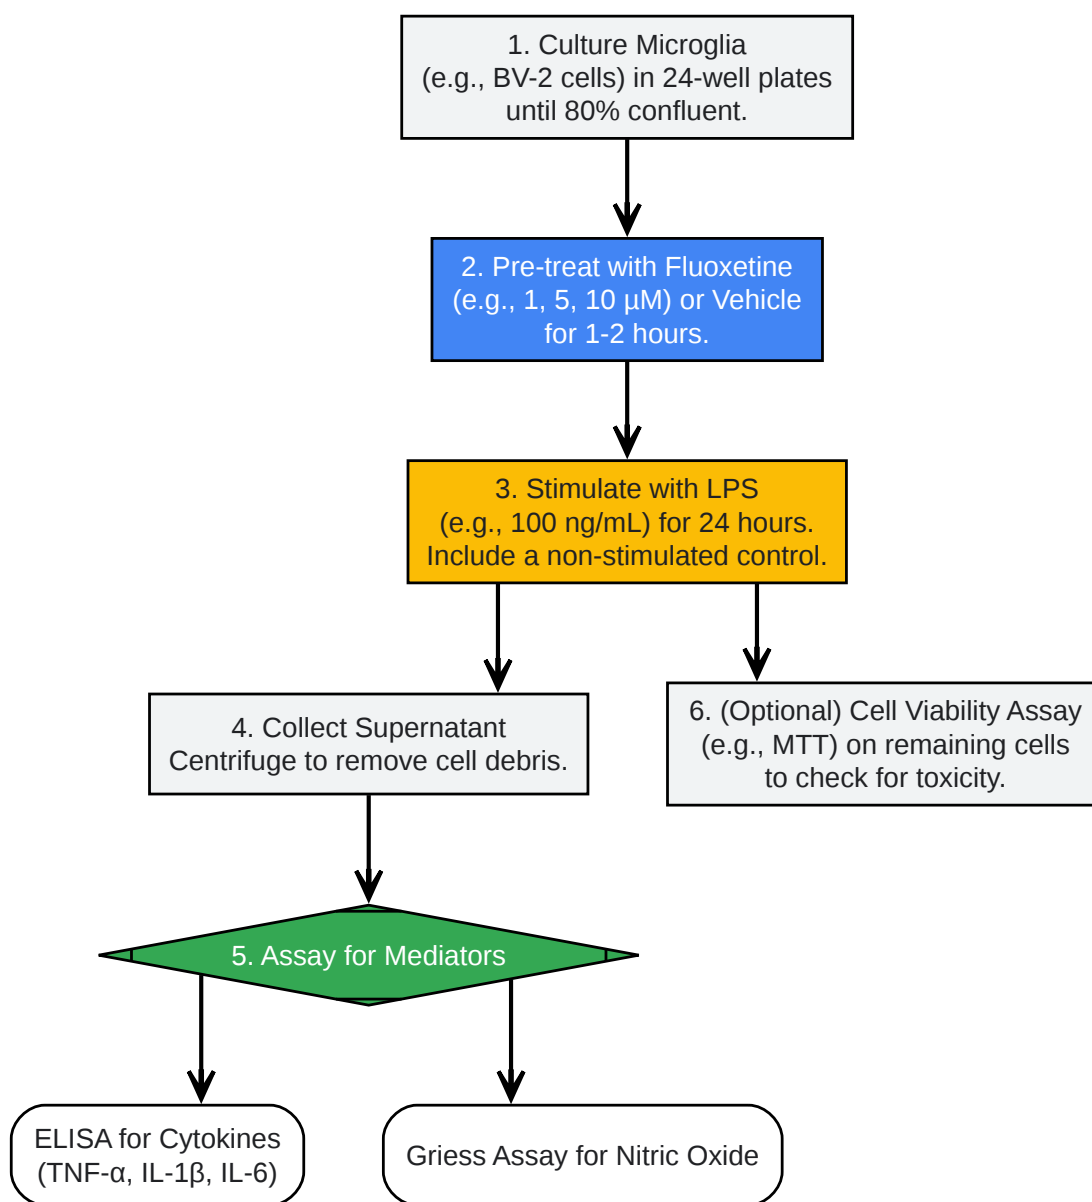 1. Culture Microglia
(e.g., BV-2 cells) in 24-well plates
until 80% confluent.
2. Pre-treat with Fluoxetine
(e.g., 1, 5, 10 µM) or Vehicle
for 1-2 hours.
3. Stimulate with LPS
(e.g., 100 ng/mL) for 24 hours.
Include a non-stimulated control.
4. Collect Supernatant
Centrifuge to remove cell debris.
6. (Optional) Cell Viability Assay
(e.g., MTT) on remaining cells
to check for toxicity.
5. Assay for Mediators
ELISA for Cytokines
(TNF-α, IL-1β, IL-6)
Griess Assay for Nitric Oxide